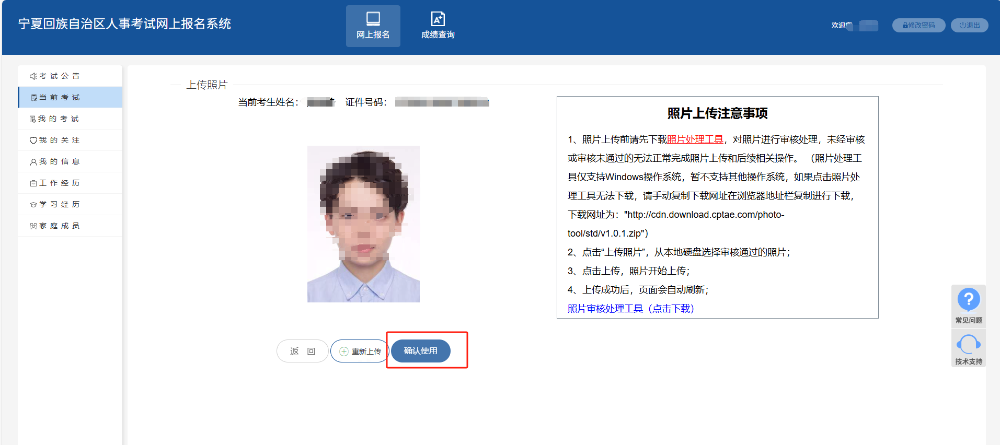 宁夏回族自治区人事考试网上报名系统
网上报名
成绩查询
欢迎您
修改密码
退出
考试公告
当前考试
我的考试
我的关注
我的信息
工作经历
学习经历
家庭成员
上传照片
当前考生姓名：
证件号码：
照片上传注意事项
1、照片上传前请先下载照片处理工具，对照片进行审核处理，未经审核
或审核未通过的无法正常完成照片上传和后续相关操作。（照片处理工
具仅支持Windows操作系统，暂不支持其他操作系统，如果点击照片处
理工具无法下载，请手动复制下载网址在浏览器地址栏复制进行下载，
下载网址为："http://cdn.download.cptae.com/photo-
tool/std/v1.0.1.zip"）
2、点击“上传照片”，从本地硬盘选择审核通过的照片；
3、点击上传，照片开始上传；
4、上传成功后，页面会自动刷新；
照片审核处理工具（点击下载）
返 回
重新上传
确认使用
常见问题
技术支持